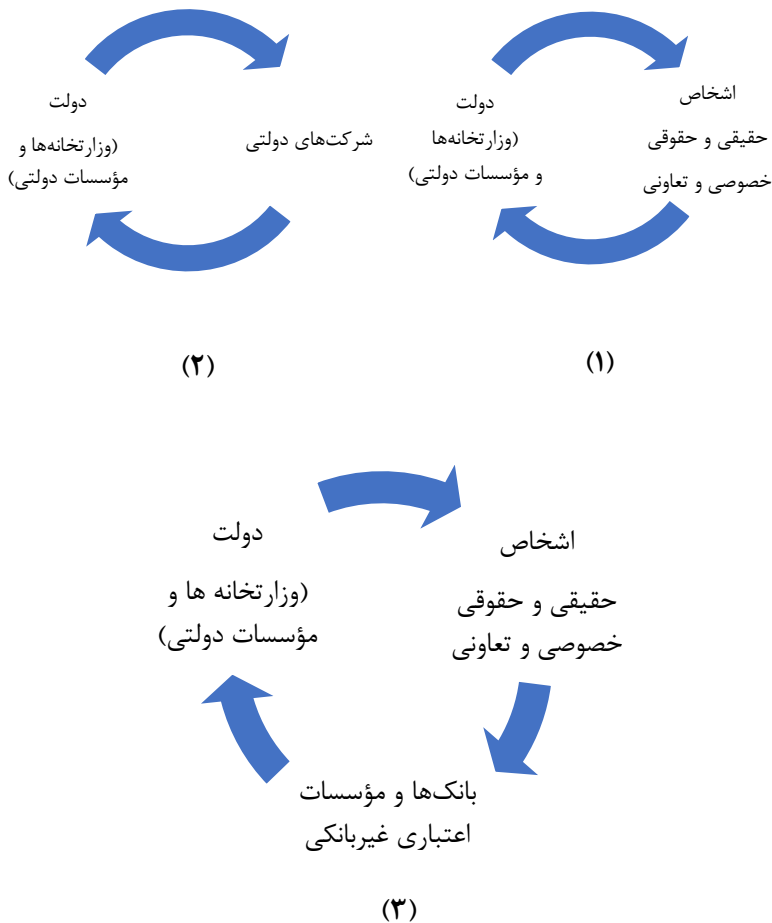 اشخاص
حقیقی و حقوقی
خصوصی و تعاونی
دولت
(وزارتخانه‌ها
و مؤسسات دولتی)
(۱)
شرکت‌های دولتی
دولت
(وزارتخانه‌ها و
مؤسسات دولتی)
(۲)
اشخاص
حقیقی و حقوقی
خصوصی و تعاونی
بانک‌ها و مؤسسات
اعتباری غیربانکی
دولت
(وزارتخانه ها و
مؤسسات دولتی)
(۳)